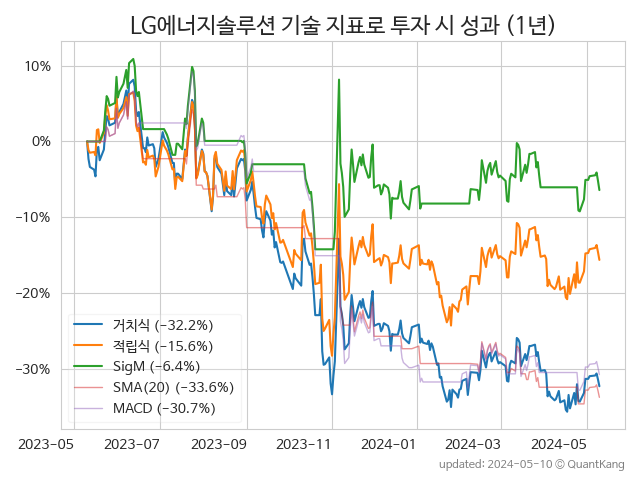 LG에너지솔루션 기술 지표로 투자 시 성과 (1년)
10%
0%
−10%
−20%
−30%
거치식 (−32.2%)
적립식 (−15.6%)
SigM (−6.4%)
SMA(20) (−33.6%)
MACD (−30.7%)
2023-05 2023-07 2023-09 2023-11 2024-01 2024-03 2024-05
updated: 2024-05-10 © QuantKang